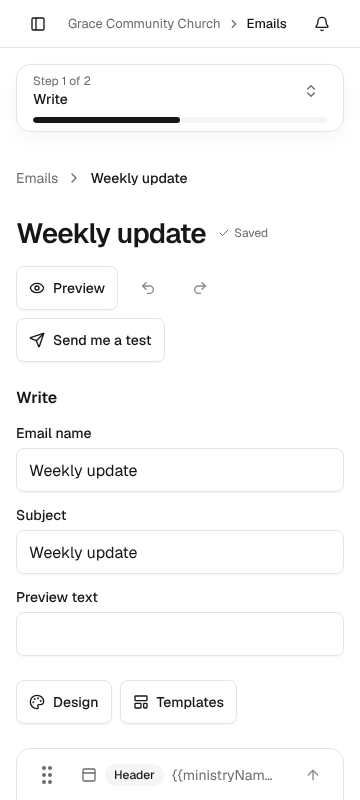 Grace Community Church > Emails
Step 1 of 2
Write
Emails > Weekly update
Weekly update
Saved
Preview
Send me a test
Write
Email name
Weekly update
Subject
Weekly update
Preview text
Design
Templates
Header
{{ministryNam...